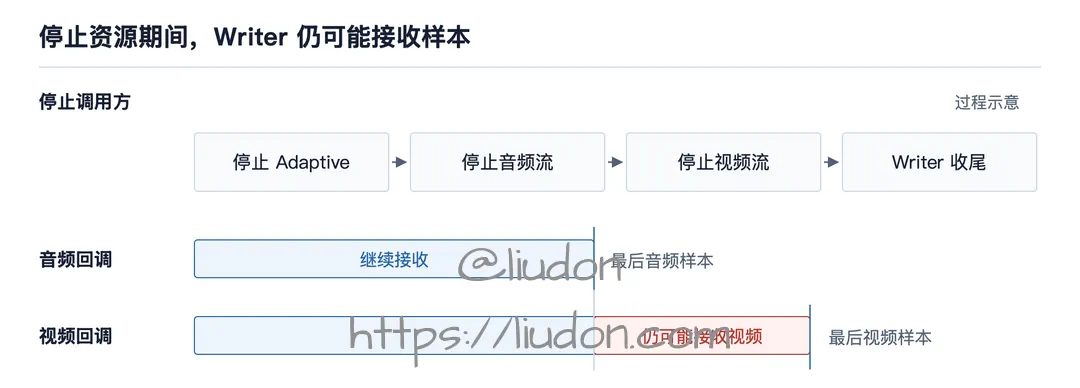 停止资源期间，Writer 仍可能接收样本
停止调用方
过程示意
停止 Adaptive
停止音频流
停止视频流
Writer 收尾
音频回调
继续接收
@liudon
最后音频样本
视频回调
https://liudon.com
仍可能接收视频
最后视频样本